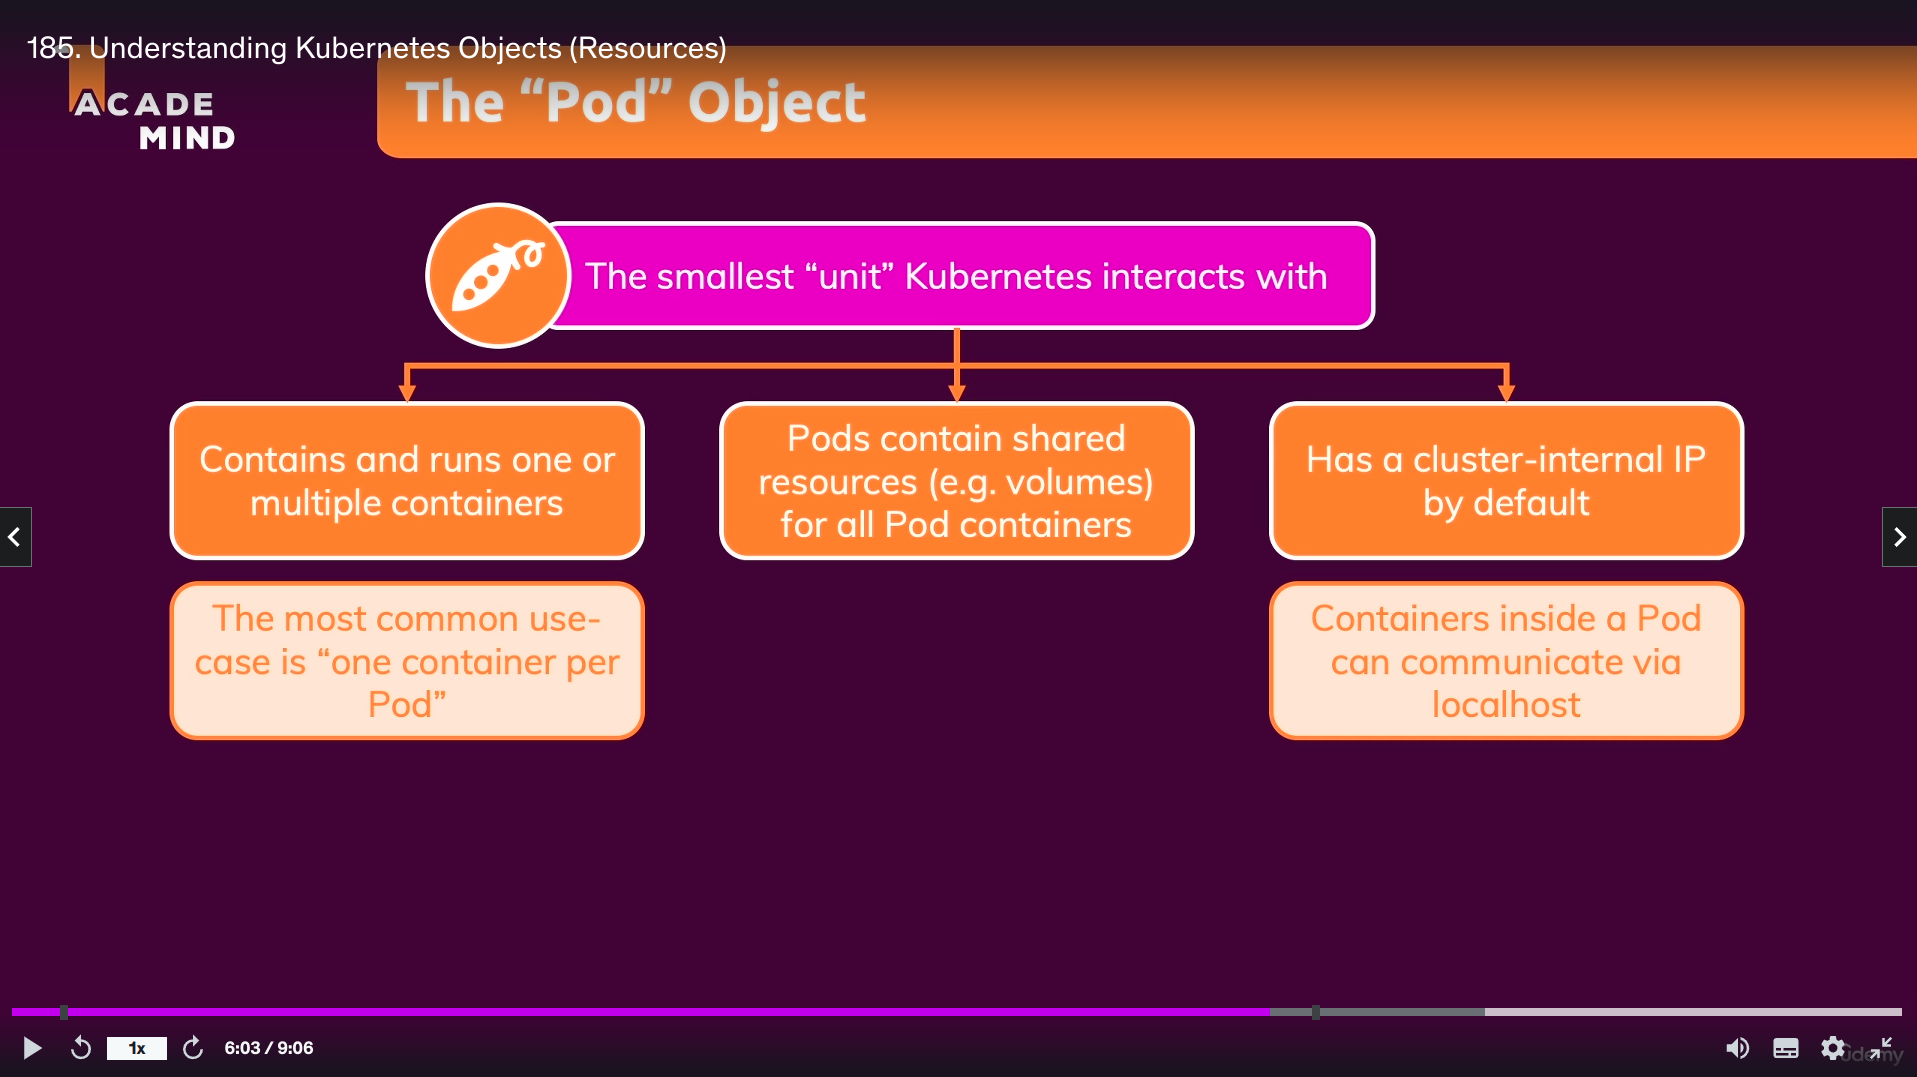 185. Understanding Kubernetes Objects (Resources)
ACADE
MIND
The “Pod” Object
The smallest “unit” Kubernetes interacts with
Contains and runs one or
multiple containers
Pods contain shared
resources (e.g. volumes)
for all Pod containers
Has a cluster-internal IP
by default
The most common use-
case is “one container per
Pod”
Containers inside a Pod
can communicate via
localhost
1x
6:03 / 9:06
udemy